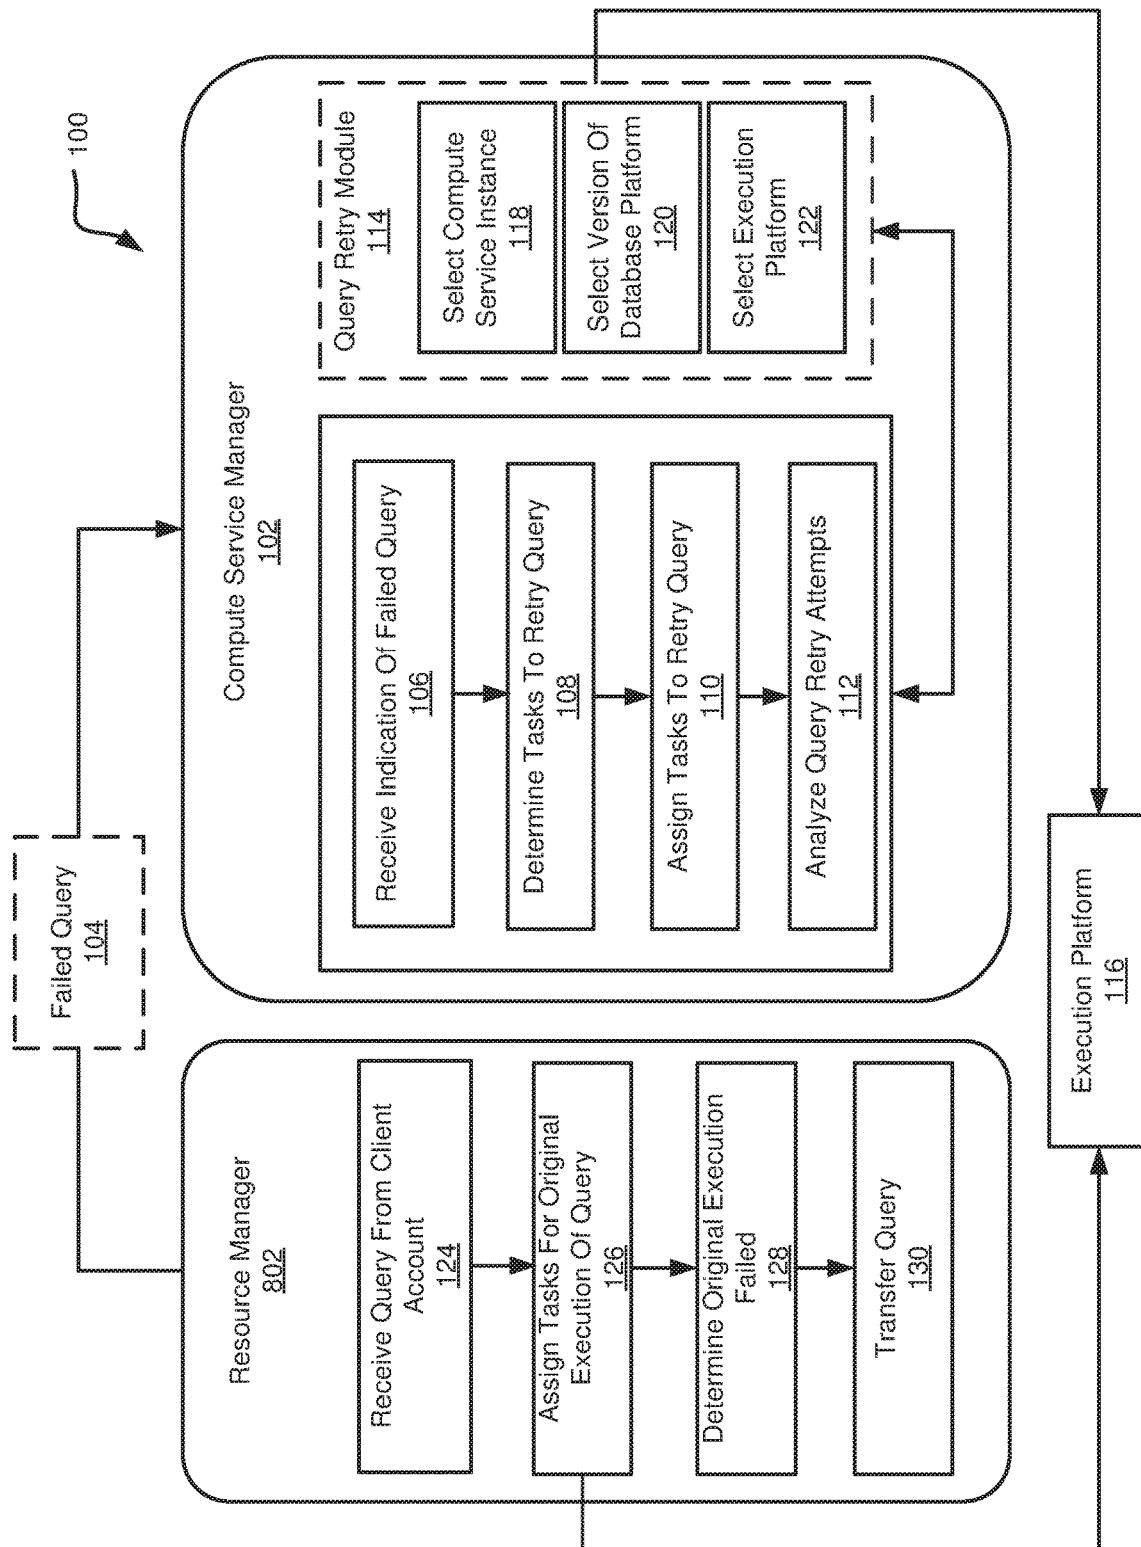 100
Failed Query
104
Resource Manager
802
Receive Query From Client
Account
124
Assign Tasks For Original
Execution Of Query
126
Determine Original Execution
Failed
128
Transfer Query
130
Compute Service Manager
102
Receive Indication Of Failed Query
106
Determine Tasks To Retry Query
108
Assign Tasks To Retry Query
110
Analyze Query Retry Attempts
112
Query Retry Module
114
Select Compute
Service Instance
118
Select Version Of
Database Platform
120
Select Execution
Platform
122
Execution Platform
116